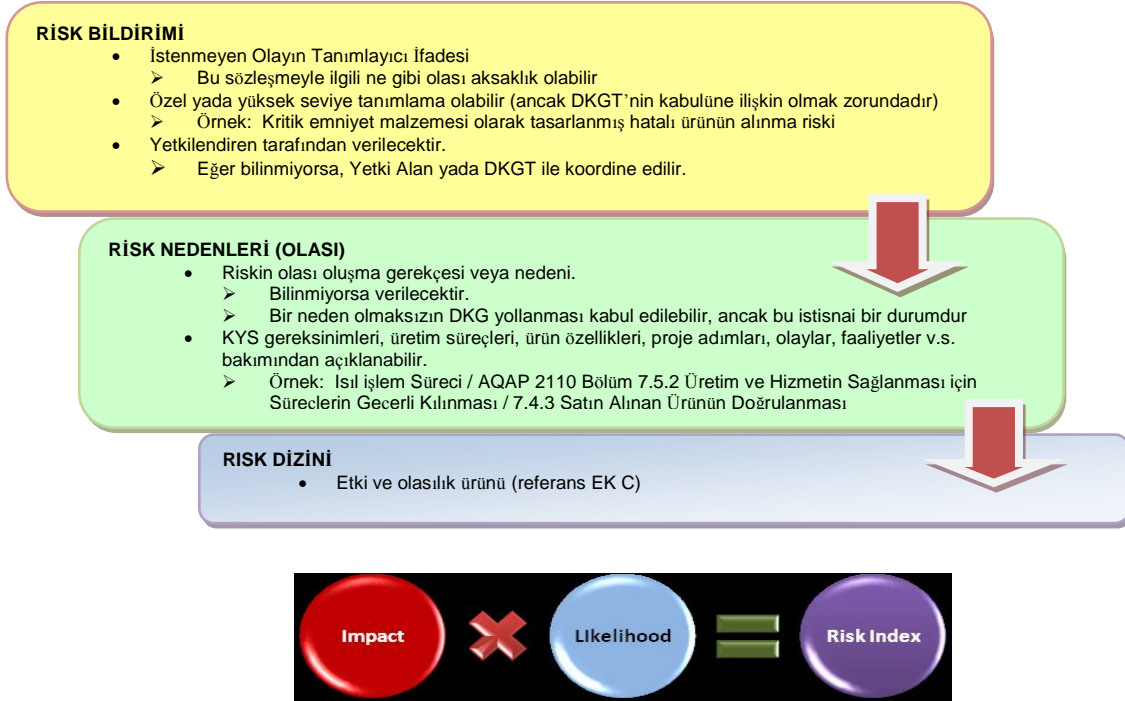 RİSK BİLDİRİMİ
• İstenmeyen Olayın Tanımlayıcı İfadesi
➢ Bu sözleşmeyle ilgili ne gibi olası aksaklık olabilir
• Özel yada yüksek seviye tanımlama olabilir (ancak DKGT’nin kabulüne ilişkin olmak zorundadır)
➢ Örnek: Kritik emniyet malzemesi olarak tasarlanmış hatalı ürünün alınma riski
• Yetkilendiren tarafından verilecektir.
➢ Eğer bilinmiyorsa, Yetki Alan yada DKGT ile koordine edilir.
RİSK NEDENLERİ (OLASI)
• Riskin olası oluşma gerekçesi veya nedeni.
➢ Bilinmiyorsa verilecektir.
➢ Bir neden olmaksızın DKG yollanması kabul edilebilir, ancak bu istisnai bir durumdur
• KYS gereksinimleri, üretim süreçleri, ürün özellikleri, proje adımları, olaylar, faaliyetler v.s.
bakımından açıklanabilir.
➢ Örnek: Isıl işlem Süreci / AQAP 2110 Bölüm 7.5.2 Üretim ve Hizmetin Sağlanması için
Süreclerin Gecerli Kılınması / 7.4.3 Satın Alınan Ürünün Doğrulanması
RISK DİZİNİ
• Etki ve olasılık ürünü (referans EK C)
Impact LIkelihood Risk Index